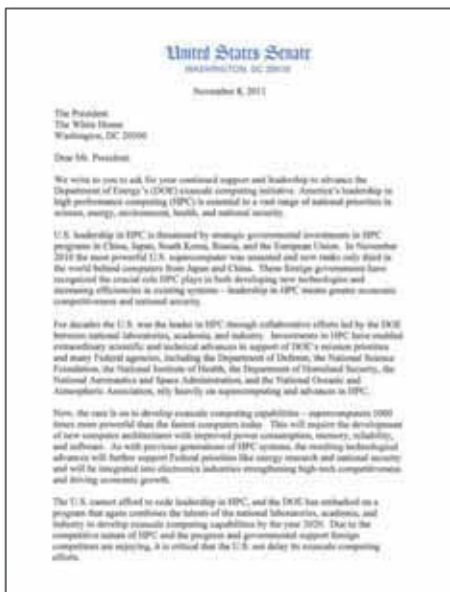 United States Senate
WASHINGTON, DC 20510
November 8, 2011
The President
The White House
Washington, DC 20500
Dear Mr. President:
We write to you to ask for your continued support and leadership to advance the
Department of Energy's (DOE) exascale computing initiative. America's leadership in
high performance computing (HPC) is essential to a vast range of national priorities in
science, energy, environment, health, and national security.
U.S. leadership in HPC is threatened by strategic governmental investments in HPC
programs in China, Japan, South Korea, Russia, and the European Union. In November
2010 the most powerful U.S. supercomputer was unseated and now ranks only third in
the world behind computers from Japan and China. These foreign governments have
recognized the crucial role HPC plays in both developing new technologies and
increasing efficiencies in existing systems – leadership in HPC means greater economic
competitiveness and national security.
For decades the U.S. was the leader in HPC through collaborative efforts led by the DOE
between national laboratories, academia, and industry. Investments in HPC have enabled
extraordinary scientific and technical advances in support of DOE's mission priorities
and many Federal agencies, including the Department of Defense, the National Science
Foundation, the National Institute of Health, the Department of Homeland Security, the
National Aeronautics and Space Administration, and the National Oceanic and
Atmospheric Association, rely heavily on supercomputing and advances in HPC.
Now, the race is on to develop exascale computing capabilities – supercomputers 1000
times more powerful than the fastest computers today. This will require the development
of new computer architectures with improved power consumption, memory, reliability,
and software. As with previous generations of HPC systems, the resulting technological
advances will further support Federal priorities like energy research and national security
and will be integrated into electronics industries strengthening high-tech competitiveness
and driving economic growth.
The U.S. cannot afford to cede leadership in HPC, and the DOE has embarked on a
program that again combines the talents of the national laboratories, academia, and
industry to develop exascale computing capabilities by the year 2020. Due to the
competitive nature of HPC and the progress and governmental support foreign
competitors are enjoying, it is critical that the U.S. not delay its exascale computing
efforts.